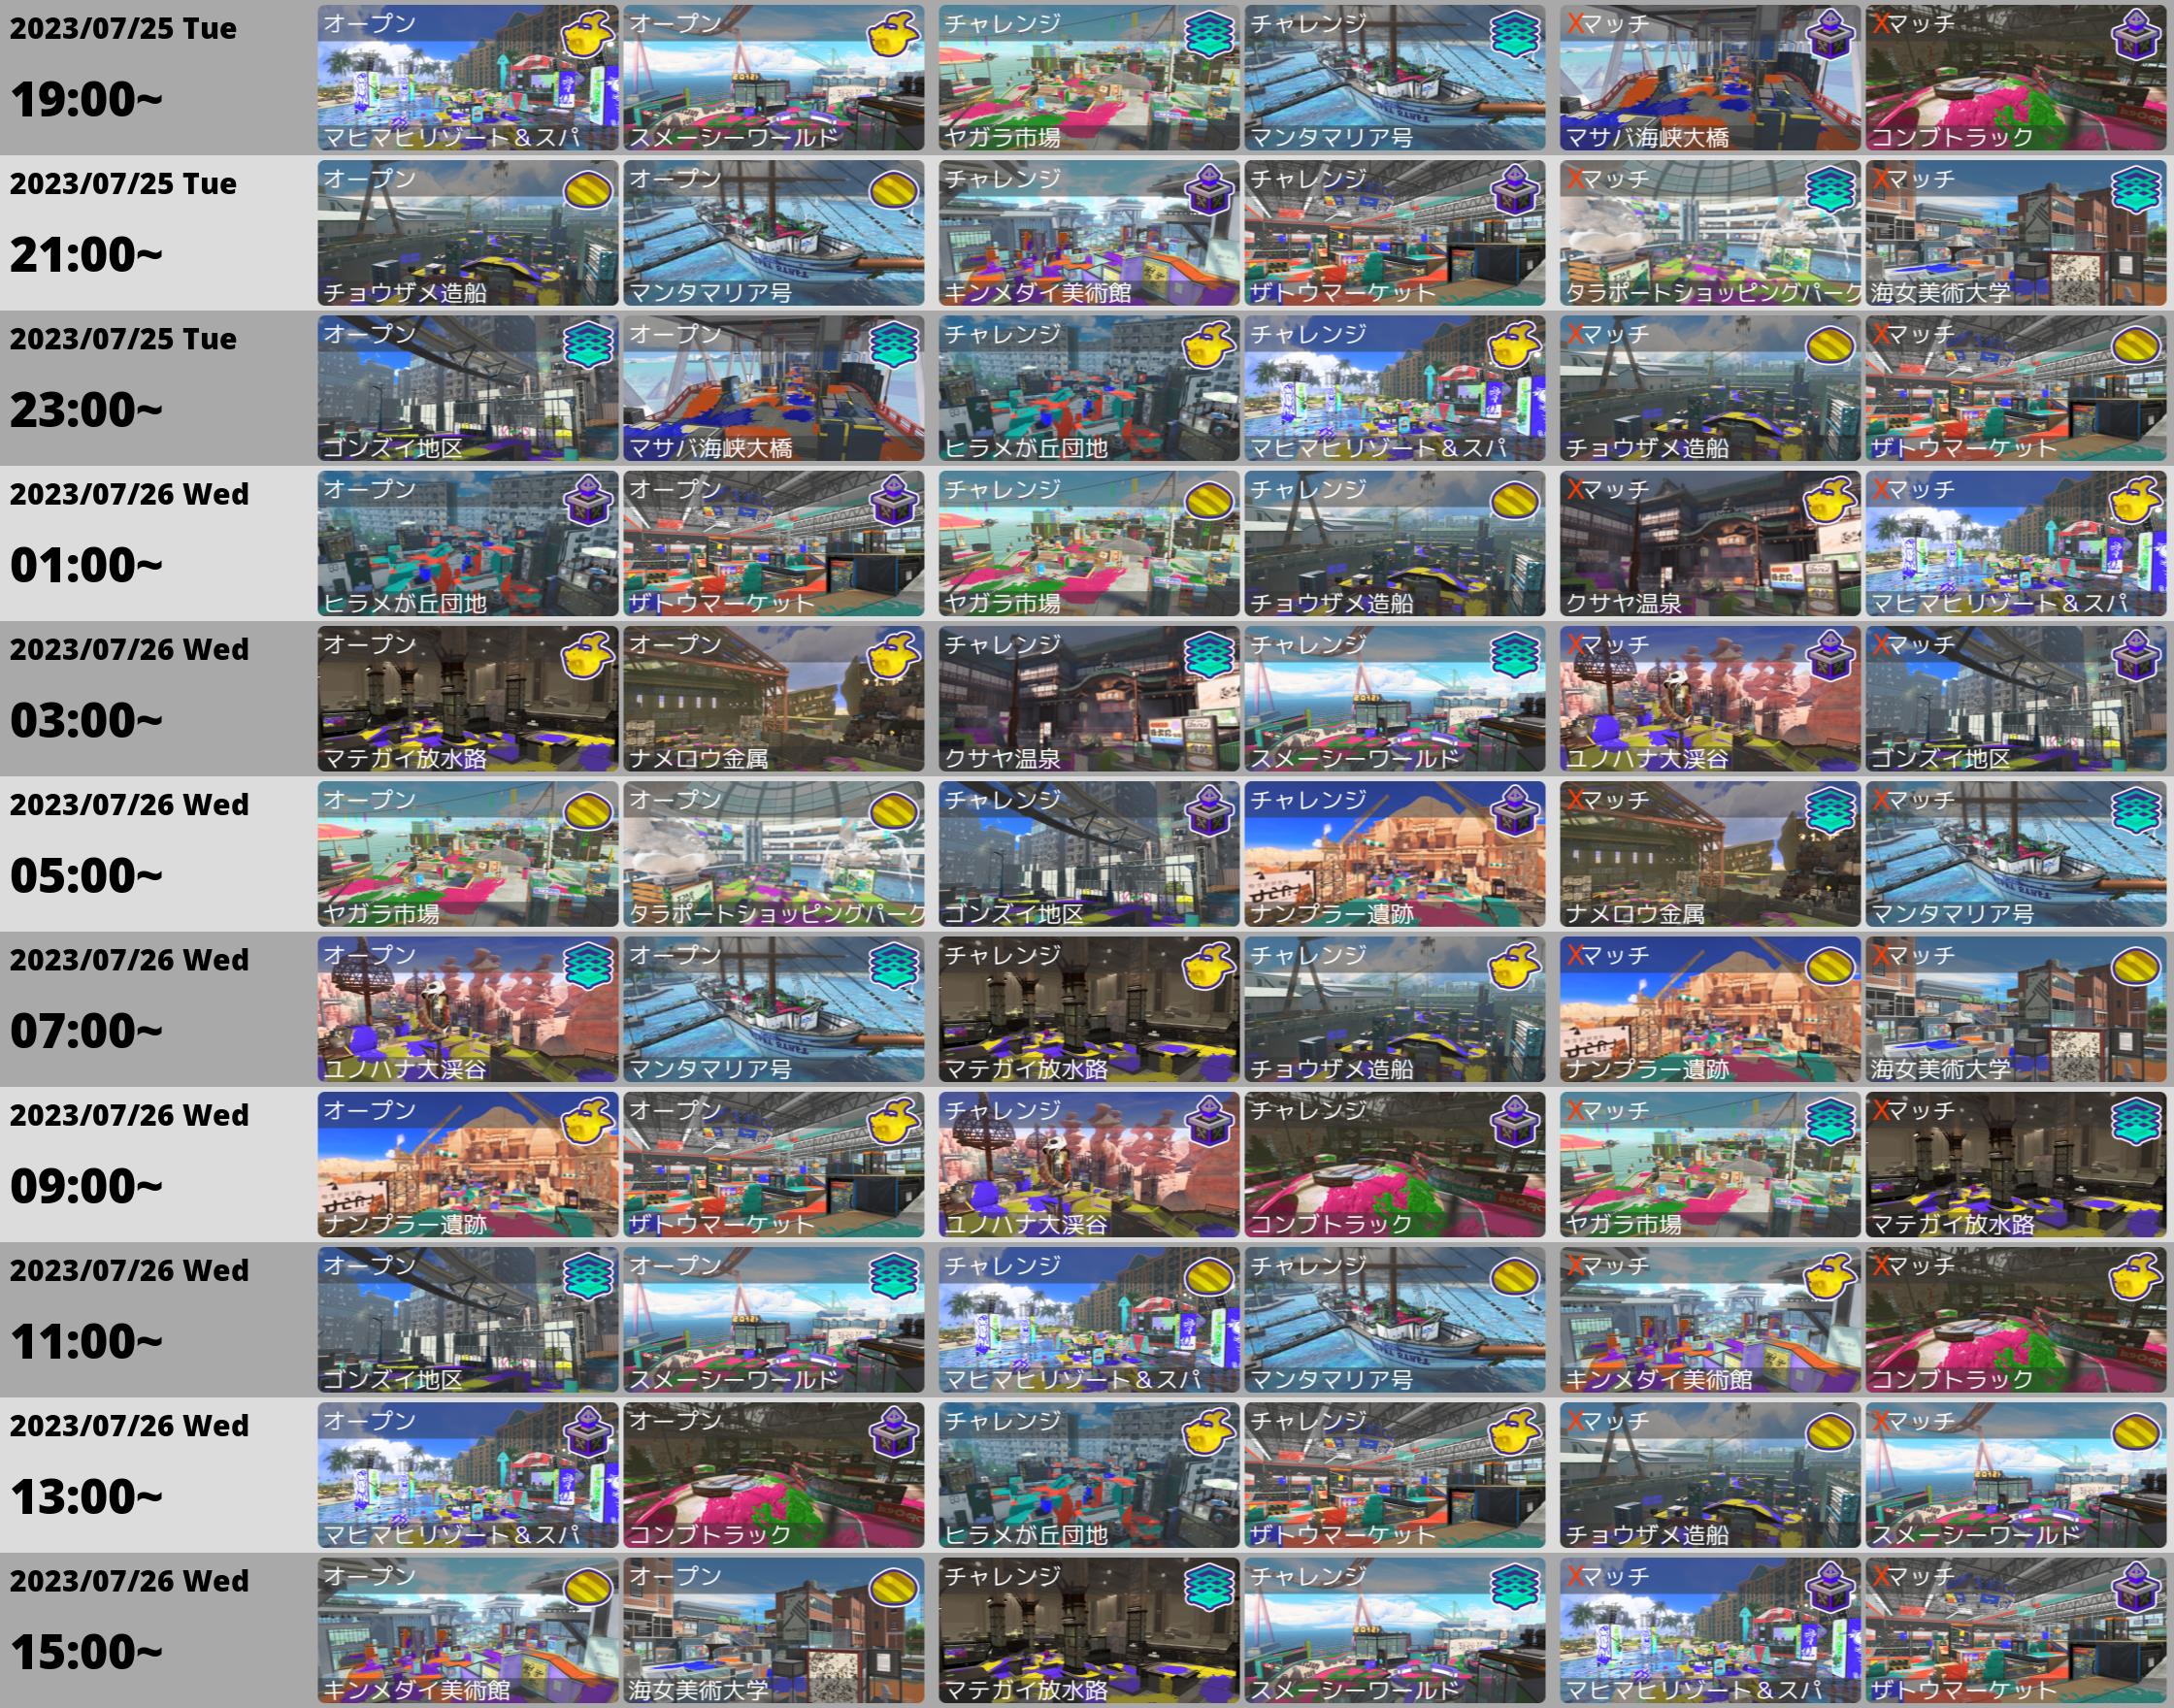 2023/07/25 Tue
19:00~
オープン
マヒマヒリゾート＆スパ
オープン
スメーシーワールド
チャレンジ
ヤガラ市場
チャレンジ
マンタマリア号
Xマッチ
マサバ海峡大橋
Xマッチ
コンブトラック
2023/07/25 Tue
21:00~
オープン
チョウザメ造船
オープン
マンタマリア号
チャレンジ
キンメダイ美術館
チャレンジ
ザトウマーケット
Xマッチ
タラポートショッピングパーク
Xマッチ
海女美術大学
2023/07/25 Tue
23:00~
オープン
ゴンズイ地区
オープン
マサバ海峡大橋
チャレンジ
ヒラメが丘団地
チャレンジ
マヒマヒリゾート＆スパ
Xマッチ
チョウザメ造船
Xマッチ
ザトウマーケット
2023/07/26 Wed
01:00~
オープン
ヒラメが丘団地
オープン
ザトウマーケット
チャレンジ
ヤガラ市場
チャレンジ
チョウザメ造船
Xマッチ
クサヤ温泉
Xマッチ
マヒマヒリゾート＆スパ
2023/07/26 Wed
03:00~
オープン
マテガイ放水路
オープン
ナメロウ金属
チャレンジ
クサヤ温泉
チャレンジ
スメーシーワールド
Xマッチ
ユノハナ大渓谷
Xマッチ
ゴンズイ地区
2023/07/26 Wed
05:00~
オープン
ヤガラ市場
オープン
タラポートショッピングパーク
チャレンジ
ゴンズイ地区
チャレンジ
ナンプラー遺跡
Xマッチ
ナメロウ金属
Xマッチ
マンタマリア号
2023/07/26 Wed
07:00~
オープン
ユノハナ大渓谷
オープン
マンタマリア号
チャレンジ
マテガイ放水路
チャレンジ
チョウザメ造船
Xマッチ
ナンプラー遺跡
Xマッチ
海女美術大学
2023/07/26 Wed
09:00~
オープン
ナンプラー遺跡
オープン
ザトウマーケット
チャレンジ
ユノハナ大渓谷
チャレンジ
コンブトラック
Xマッチ
ヤガラ市場
Xマッチ
マテガイ放水路
2023/07/26 Wed
11:00~
オープン
ゴンズイ地区
オープン
スメーシーワールド
チャレンジ
マヒマヒリゾート＆スパ
チャレンジ
マンタマリア号
Xマッチ
キンメダイ美術館
Xマッチ
コンブトラック
2023/07/26 Wed
13:00~
オープン
マヒマヒリゾート＆スパ
オープン
コンブトラック
チャレンジ
ヒラメが丘団地
チャレンジ
ザトウマーケット
Xマッチ
チョウザメ造船
Xマッチ
スメーシーワールド
2023/07/26 Wed
15:00~
オープン
キンメダイ美術館
オープン
海女美術大学
チャレンジ
マテガイ放水路
チャレンジ
スメーシーワールド
Xマッチ
マヒマヒリゾート＆スパ
Xマッチ
ザトウマーケット